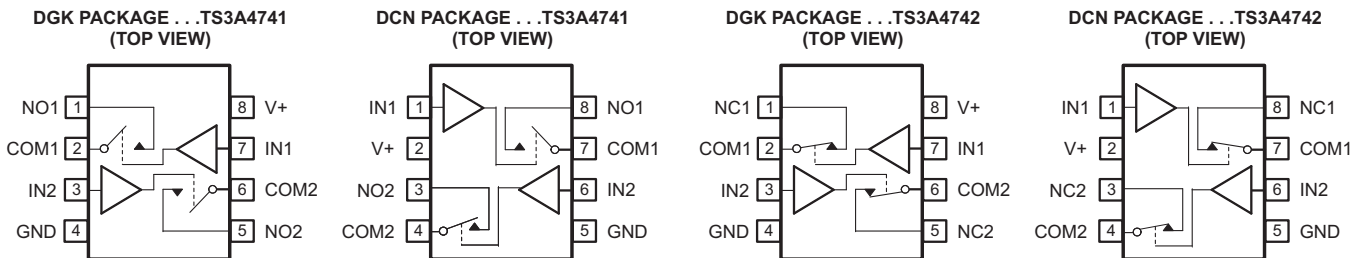 DGK PACKAGE . . .TS3A4741
(TOP VIEW)
NO1 1
COM1 2
IN2 3
GND 4
8 V+
7 IN1
6 COM2
5 NO2
DCN PACKAGE . . .TS3A4741
(TOP VIEW)
IN1 1
V+ 2
NO2 3
COM2 4
8 NO1
7 COM1
6 IN2
5 GND
DGK PACKAGE . . .TS3A4742
(TOP VIEW)
NC1 1
COM1 2
IN2 3
GND 4
8 V+
7 IN1
6 COM2
5 NC2
DCN PACKAGE . . .TS3A4742
(TOP VIEW)
IN1 1
V+ 2
NC2 3
COM2 4
8 NC1
7 COM1
6 IN2
5 GND